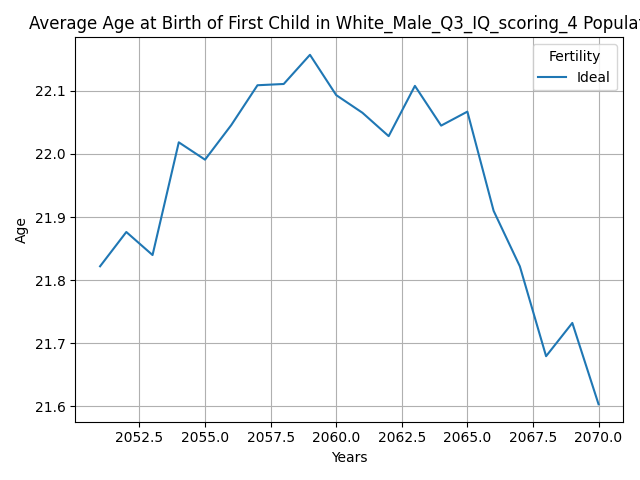 Average Age at Birth of First Child in White_Male_Q3_IQ_scoring_4 Populat
Fertility
Ideal
22.1
22.0
21.9
21.8
21.7
21.6
Age
2052.5 2055.0 2057.5 2060.0 2062.5 2065.0 2067.5 2070.0
Years